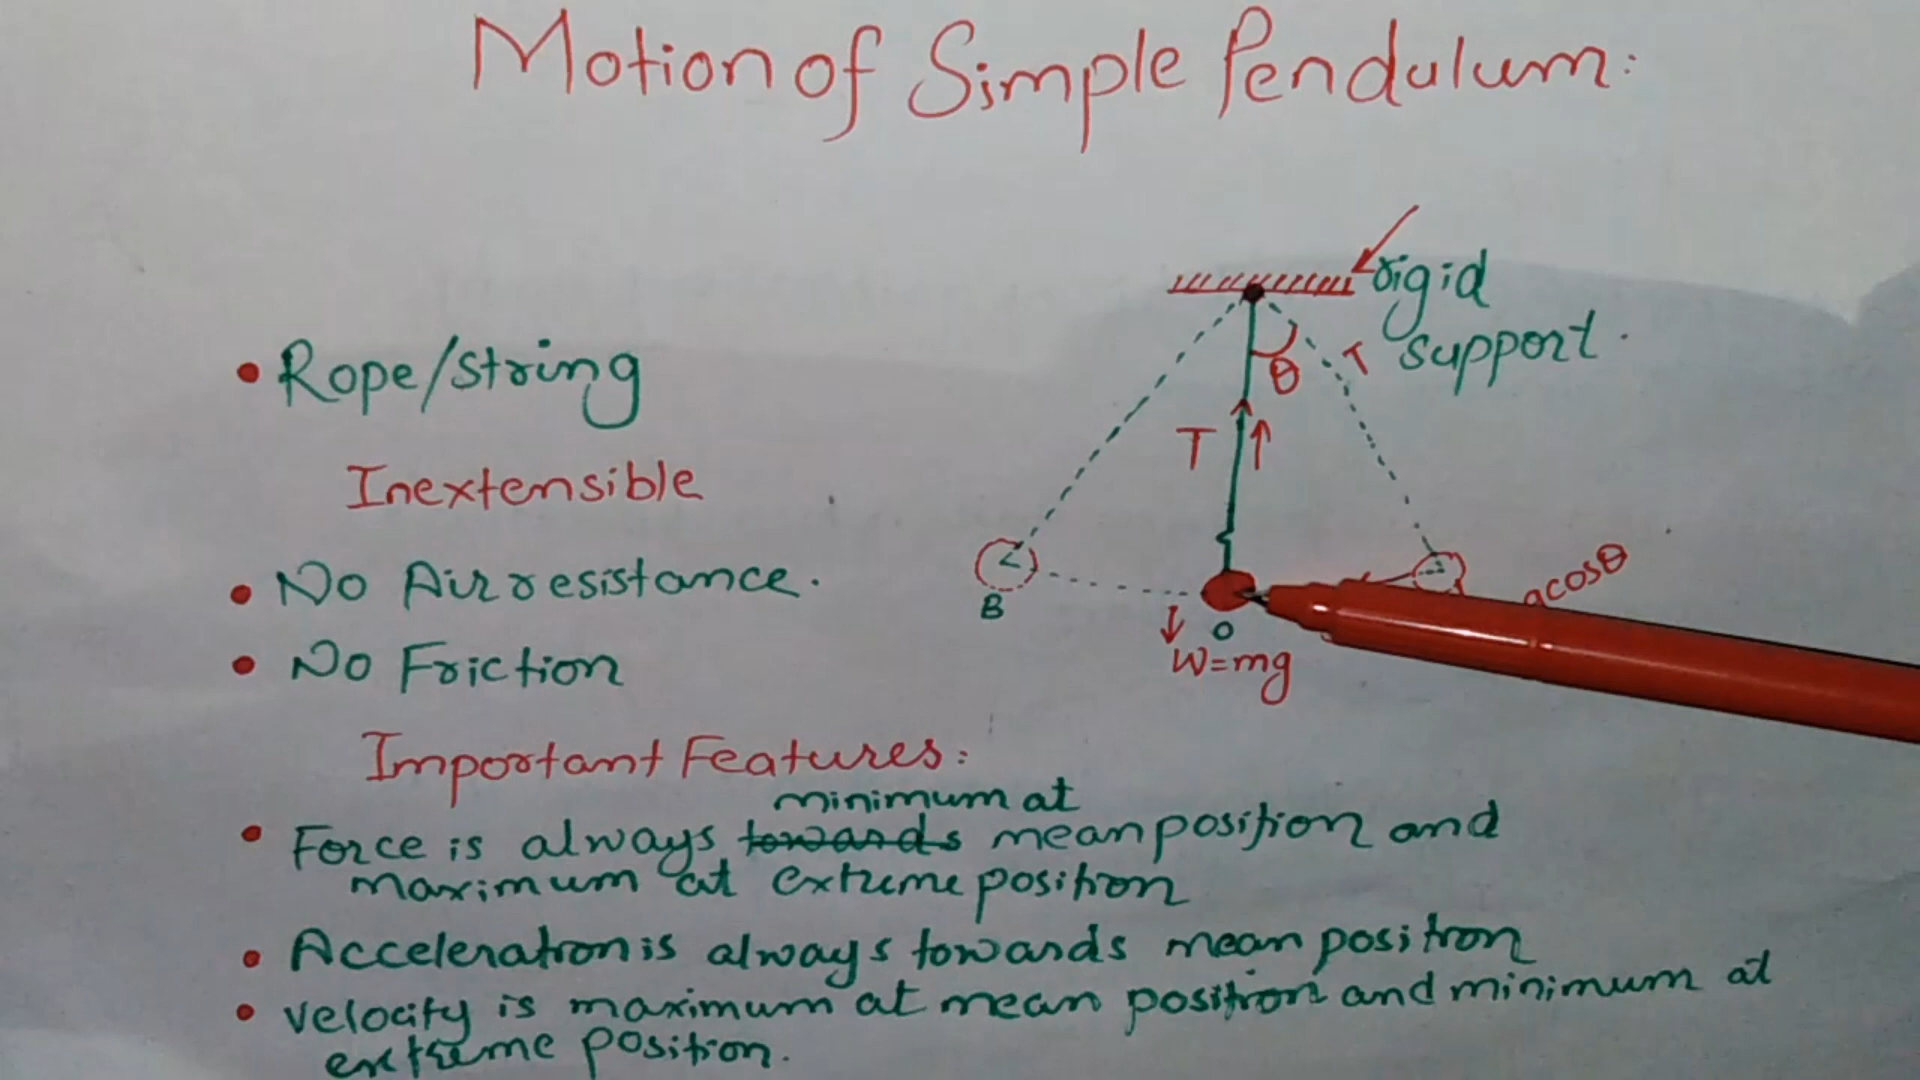 Motion of Simple Pendulum:
rigid
support.
θ
T
T
• Rope/string
Inextensible
• No Air resistance.
• No Friction
B
O
W=mg
gcosθ
Important Features:
minimum at
• Force is always towards mean position and
maximum at extreme position
• Acceleration is always towards mean position
• velocity is maximum at mean position and minimum at
extreme position.